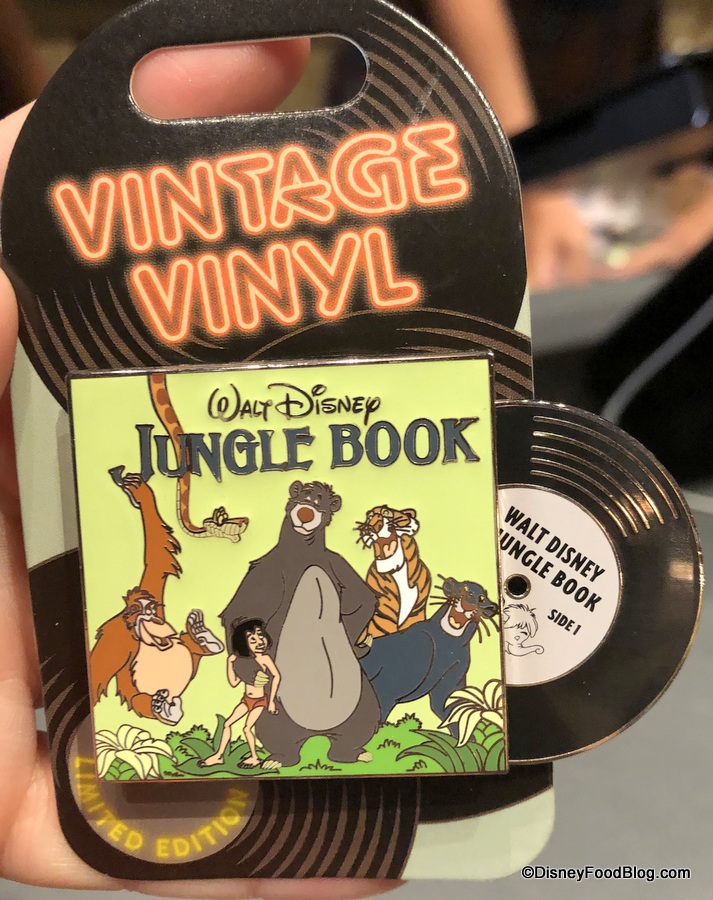 VINTAGE
VINYL
WALT DISNEY
JUNGLE BOOK
WALT DISNEY
JUNGLE BOOK
SIDE 1
LIMITED EDITION
©DisneyFoodBlog.com